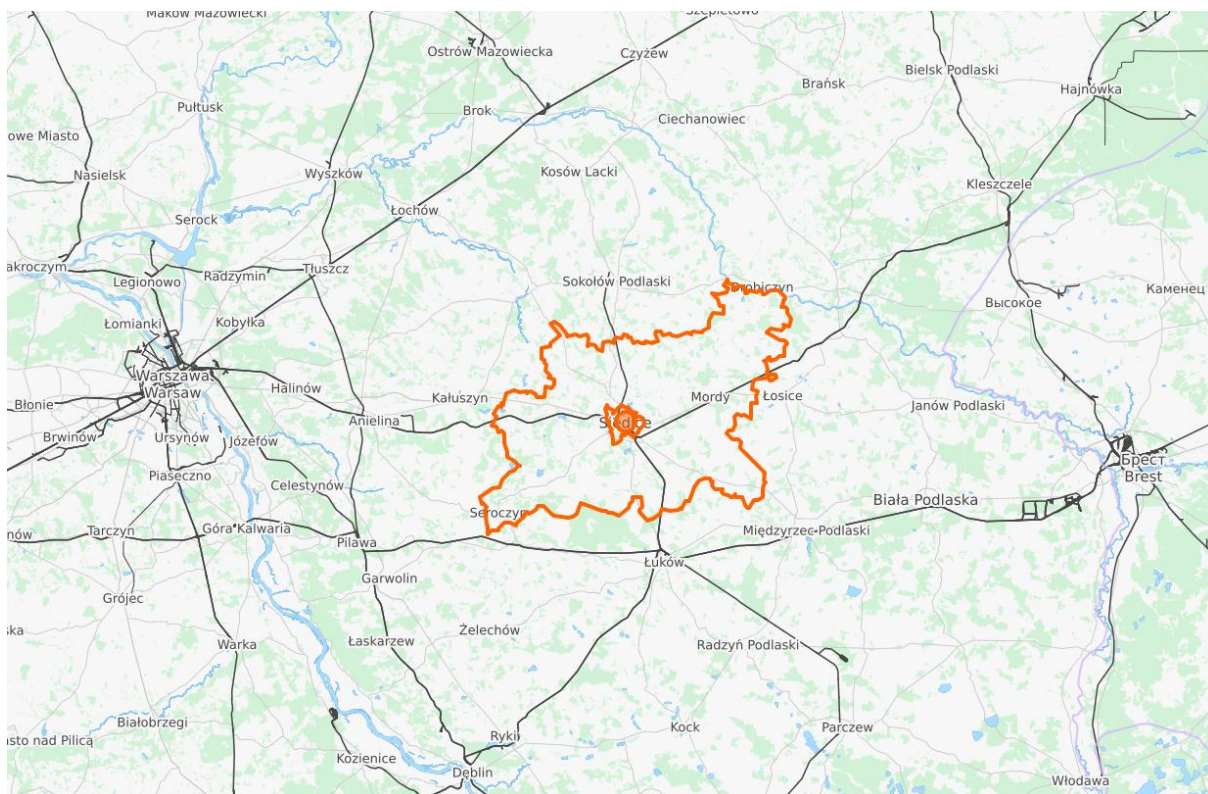 Maków Mazowiecki
Szepietowo
Ostrów Mazowiecka
Czyżew
Bielsk Podlaski
Brańsk
Hajnówka
Pułtusk
Brok
Ciechanowiec
owe Miasto
Nasielsk
Wyszków
Kosów Lacki
Kleszczele
Serock
Łochów
akroczym
Legionowo
Radzymin
Tłuszcz
Sokołów Podlaski
Drohiczyn
Высокое
Каменец
Łomianki
Kobyłka
Warszawa
Warsaw
Halinów
Kałuszyn
Mordy
Łosice
Janów Podlaski
Błonie
Anielina
Siedlce
Brwinów
Ursynów
Józefów
Piaseczno
Celestynów
Брест
Brest
Seroczyn
Biała Podlaska
nów
Tarczyn
Góra Kalwaria
Pilawa
Międzyrzec Podlaski
Łuków
Garwolin
Grójec
ska
Warka
Łaskarzew
Żelechów
Radzyń Podlaski
Białobrzegi
asto nad Pilicą
Kozienice
Ryki
Kock
Parczew
Dęblin
Włodawa